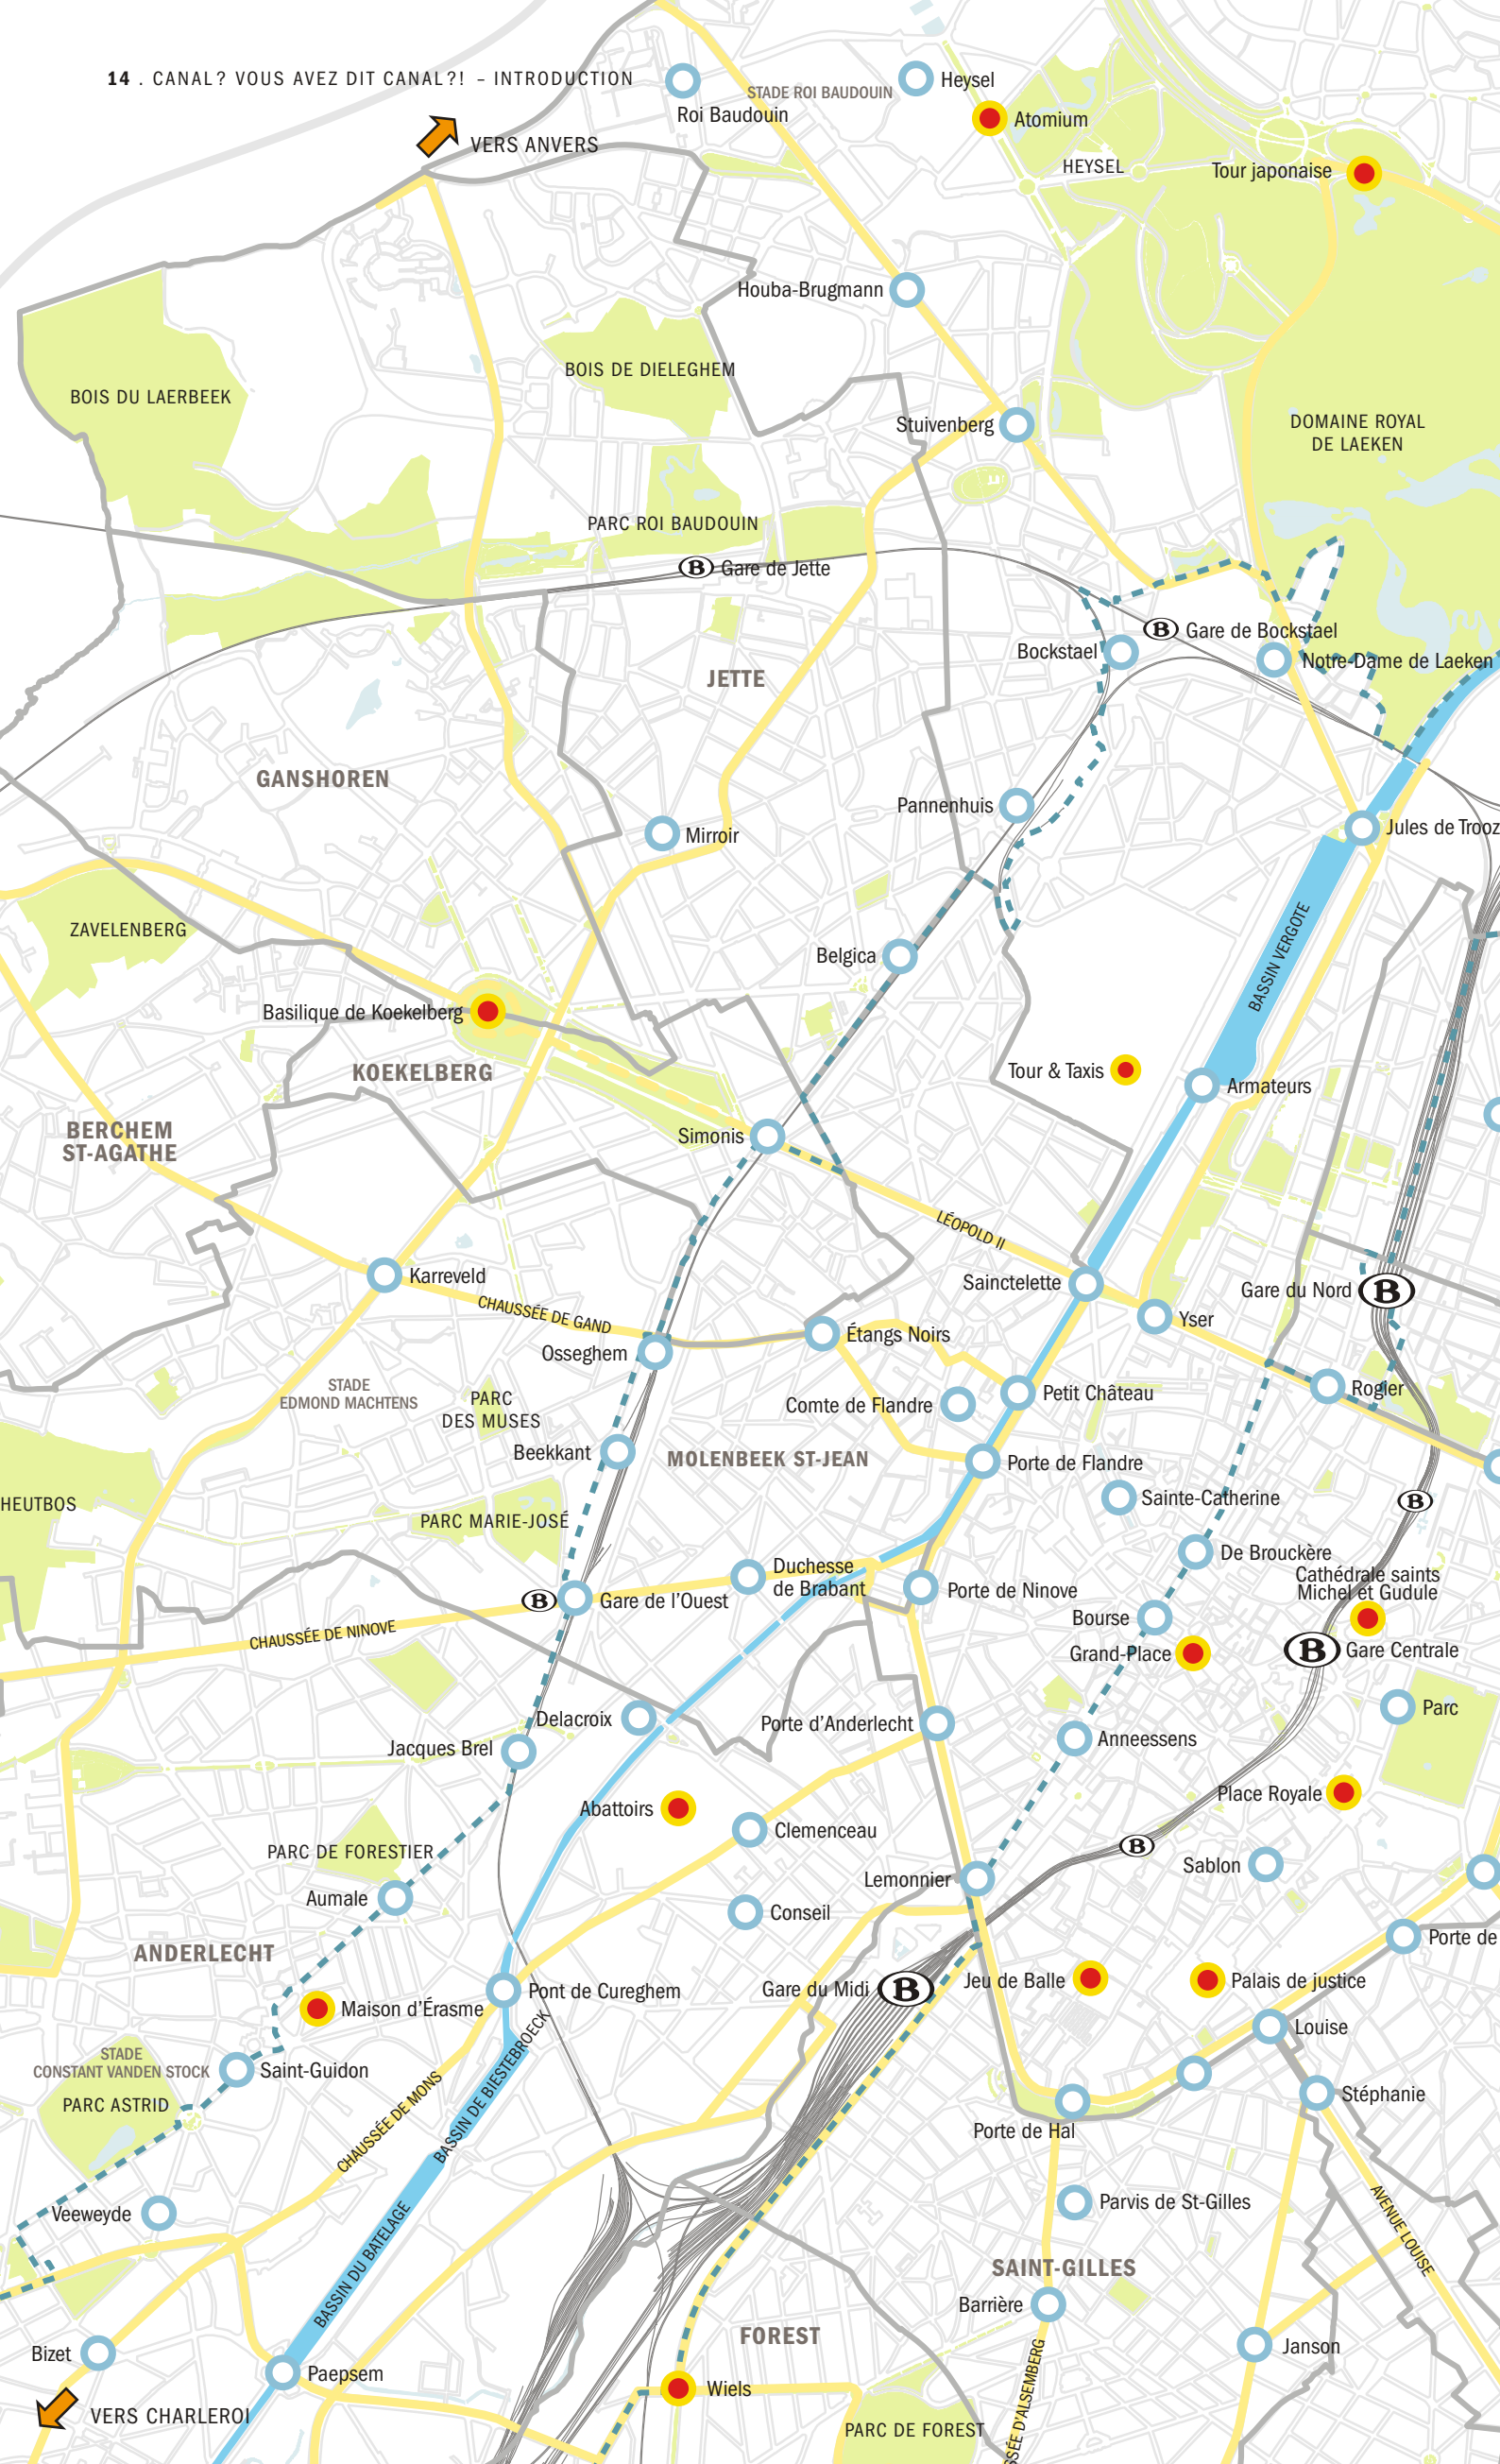 14 . CANAL? VOUS AVEZ DIT CANAL?! – INTRODUCTION
Roi Baudouin
STADE ROI BAUDOUIN
Heysel
Atomium
VERS ANVERS
HEYSEL
Tour japonaise
Houba-Brugmann
BOIS DE DIELEGHEM
BOIS DU LAERBEEK
Stuivenberg
DOMAINE ROYAL
DE LAEKEN
PARC ROI BAUDOUIN
B Gare de Jette
B Gare de Bockstael
Bockstael
Notre-Dame de Laeken
JETTE
GANSHOREN
Pannenhuis
Mirroir
Jules de Trooz
ZAVELENBERG
Belgica
BASSIN VERGOTE
Basilique de Koekelberg
KOEKELBERG
Tour & Taxis
Armateurs
BERCHEM
ST-AGATHE
Simonis
LÉOPOLD II
Karreveld
Sainctelette
Gare du Nord B
CHAUSSÉE DE GAND
Yser
Étangs Noirs
Osseghem
STADE
EDMOND MACHTENS
PARC
DES MUSES
Comte de Flandre
Petit Château
Rogier
Beekkant
MOLENBEEK ST-JEAN
Porte de Flandre
HEUTBOS
Sainte-Catherine
B
PARC MARIE-JOSÉ
De Brouckère
Duchesse
de Brabant
Cathédrale saints
Michel et Gudule
B Gare de l'Ouest
Porte de Ninove
Bourse
CHAUSSÉE DE NINOVE
Grand-Place
B Gare Centrale
Delacroix
Porte d'Anderlecht
Parc
Jacques Brel
Anneessens
Abattoirs
Place Royale
Clemenceau
PARC DE FORESTIER
B
Sablon
Lemonnier
Aumale
Conseil
Porte de
ANDERLECHT
Gare du Midi B
Jeu de Balle
Palais de justice
Pont de Cureghem
Maison d'Érasme
Louise
STADE
CONSTANT VANDEN STOCK
Saint-Guidon
BASSIN DE BIESTEBROECK
CHAUSSÉE DE MONS
PARC ASTRID
Stéphanie
Porte de Hal
Veeweyde
Parvis de St-Gilles
AVENUE LOUISE
BASSIN DU BATELAGE
SAINT-GILLES
Barrière
FOREST
Janson
Bizet
Paepsem
Wiels
VERS CHARLEROI
PARC DE FOREST
SSÉE D'ALSEMBERG